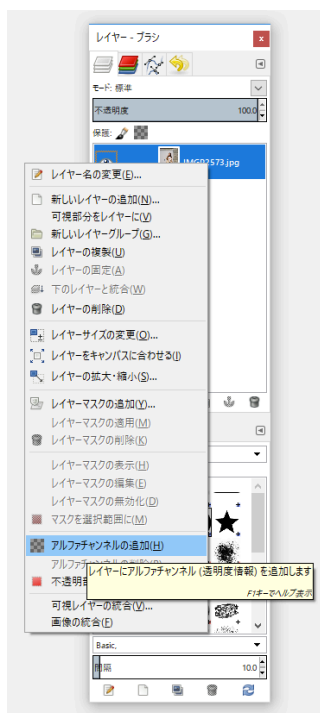 レイヤー - ブラシ
モード: 標準
不透明度 100.0
保護:
IMGP2573.jpg
レイヤー名の変更(E)...
新しいレイヤーの追加(N)...
可視部分をレイヤーに(V)
新しいレイヤーグループ(G)...
レイヤーの複製(U)
レイヤーの固定(A)
下のレイヤーと統合(W)
レイヤーの削除(D)
レイヤーサイズの変更(O)...
レイヤーをキャンバスに合わせる(I)
レイヤーの拡大・縮小(S)...
レイヤーマスクの追加(Y)...
レイヤーマスクの適用(M)
レイヤーマスクの削除(K)
レイヤーマスクの表示(H)
レイヤーマスクの編集(E)
レイヤーマスクの無効化(D)
マスクを選択範囲に(M)
アルファチャンネルの追加(H)
レイヤーにアルファチャンネル (透明度情報) を追加します
不透明部
F1キーでヘルプ表示
可視レイヤーの統合(V)...
画像の統合(F)
Basic,
間隔 10.0